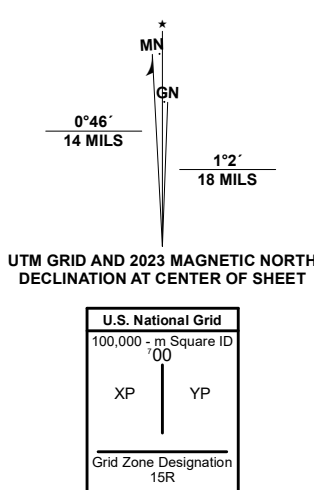 ★
MN
GN
0°46´
14 MILS
1°2´
18 MILS
UTM GRID AND 2023 MAGNETIC NORTH
DECLINATION AT CENTER OF SHEET
U.S. National Grid
100,000 - m Square ID
⁷00
XP YP
Grid Zone Designation
15R